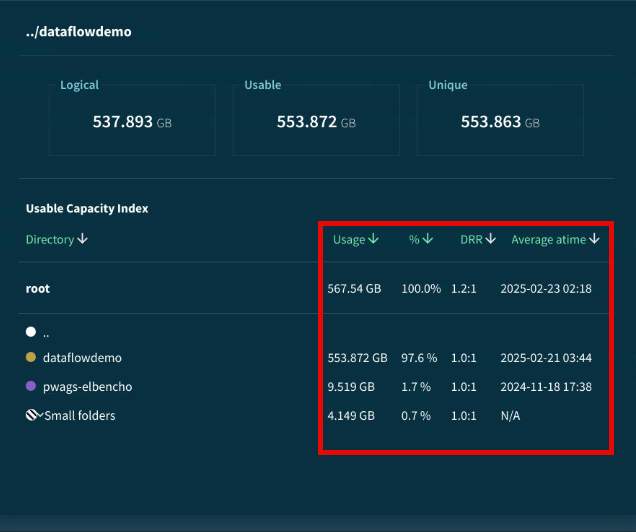 ../dataflowdemo
Logical Usable Unique
537.893 GB 553.872 GB 553.863 GB
Usable Capacity Index
Directory Usage % DRR Average atime
root 567.54 GB 100.0% 1.2:1 2025-02-23 02:18
..
dataflowdemo 553.872 GB 97.6 % 1.0:1 2025-02-21 03:44
pwags-elbencho 9.519 GB 1.7 % 1.0:1 2024-11-18 17:38
Small folders 4.149 GB 0.7 % 1.0:1 N/A